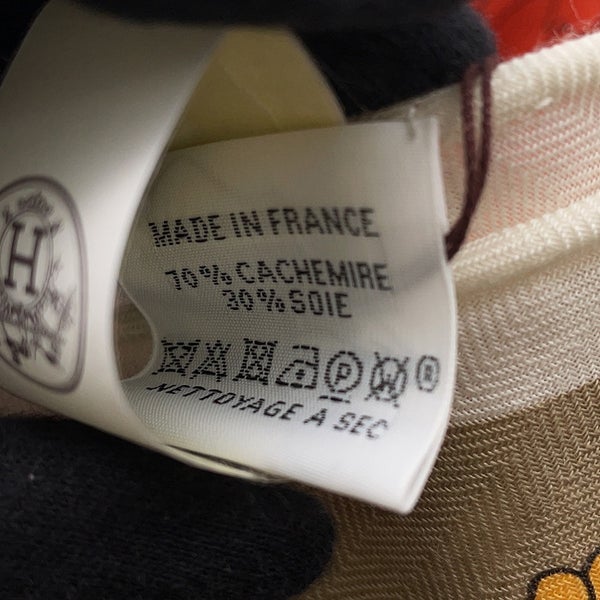 MADE IN FRANCE
70% CACHEMIRE
30% SOIE
P W ®
NETTOYAGE A SEC
H